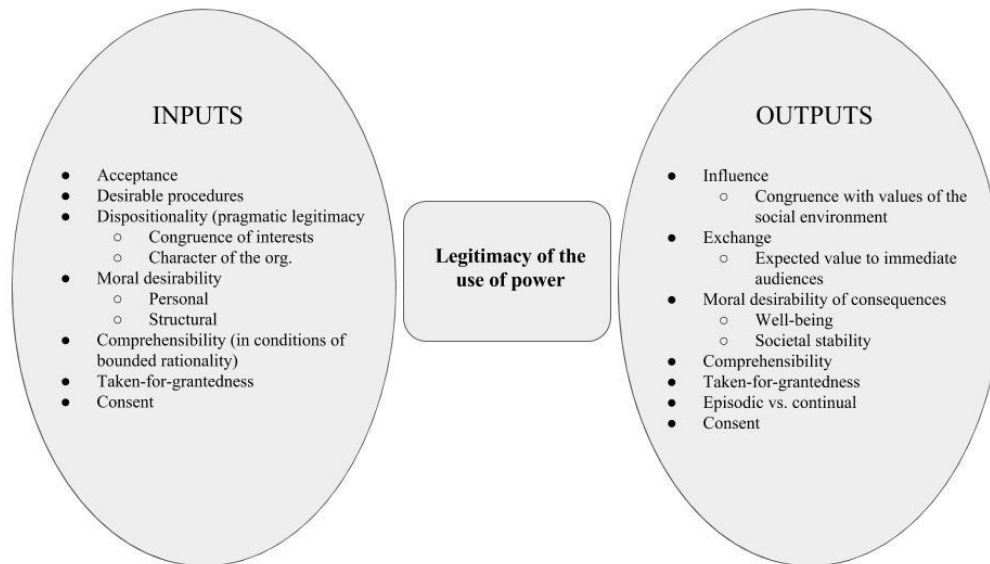 INPUTS
● Acceptance
● Desirable procedures
● Dispositionality (pragmatic legitimacy
○ Congruence of interests
○ Character of the org.
● Moral desirability
○ Personal
○ Structural
● Comprehensibility (in conditions of
bounded rationality)
● Taken-for-grantedness
● Consent
Legitimacy of the
use of power
OUTPUTS
● Influence
○ Congruence with values of the
social environment
● Exchange
○ Expected value to immediate
audiences
● Moral desirability of consequences
○ Well-being
○ Societal stability
● Comprehensibility
● Taken-for-grantedness
● Episodic vs. continual
● Consent